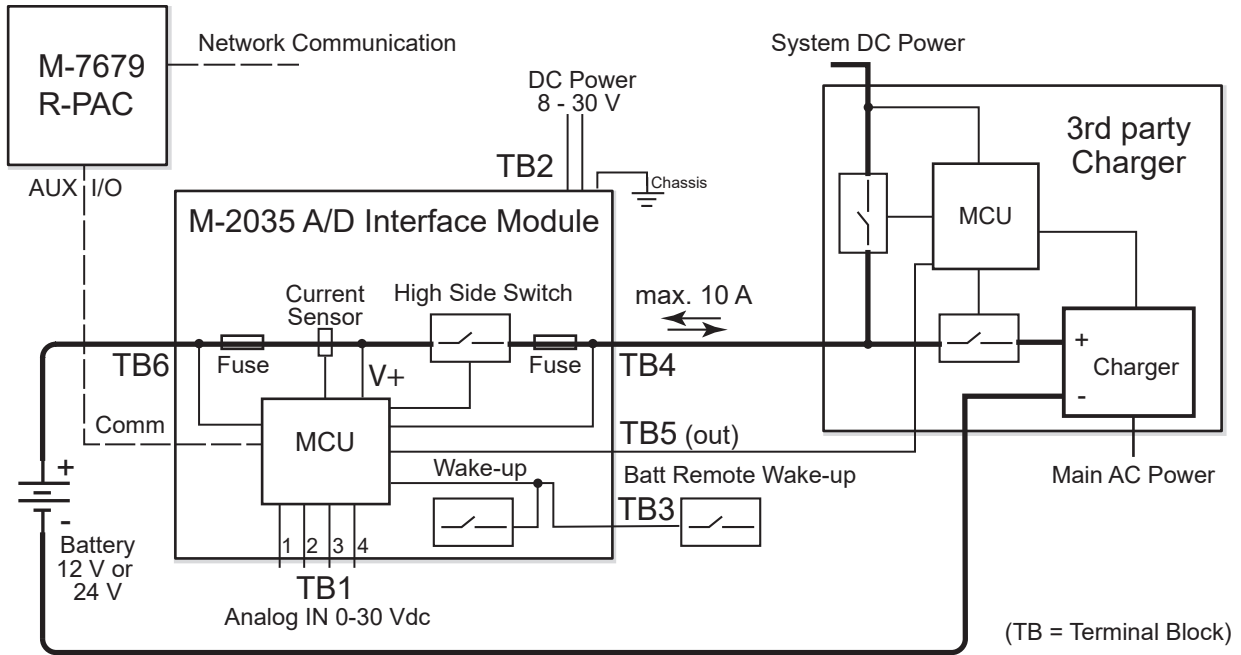 M-7679
R-PAC
Network Communication
AUX I/O
System DC Power
DC Power
8 - 30 V
TB2
Chassis
3rd party
Charger
MCU
M-2035 A/D Interface Module
Current
Sensor
High Side Switch
max. 10 A
TB6
Fuse
V+
Fuse
TB4
+
Charger
-
Comm
MCU
TB5 (out)
Wake-up
Batt Remote Wake-up
TB3
Main AC Power
+
-
Battery
12 V or
24 V
1 2 3 4
TB1
Analog IN 0-30 Vdc
(TB = Terminal Block)